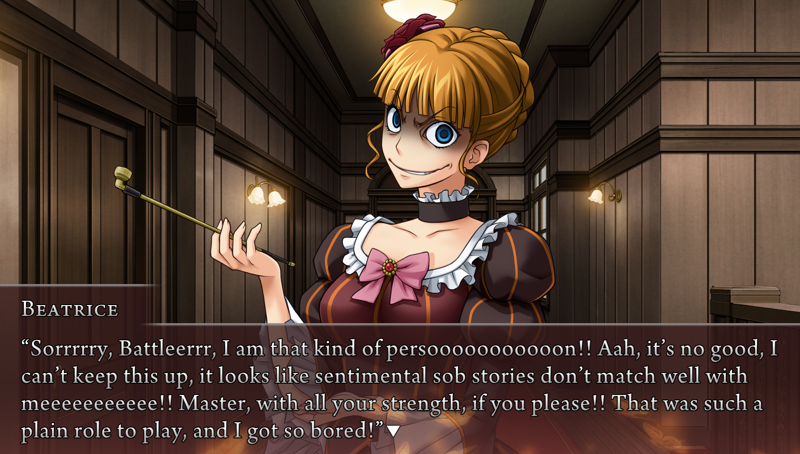 Beatrice
“Sorrrrry, Battleerrr, I am that kind of persoooooooooooon!! Aah, it’s no good, I
can’t keep this up, it looks like sentimental sob stories don’t match well with
meeeeeeeeeee!! Master, with all your strength, if you please!! That was such a
plain role to play, and I got so bored!”